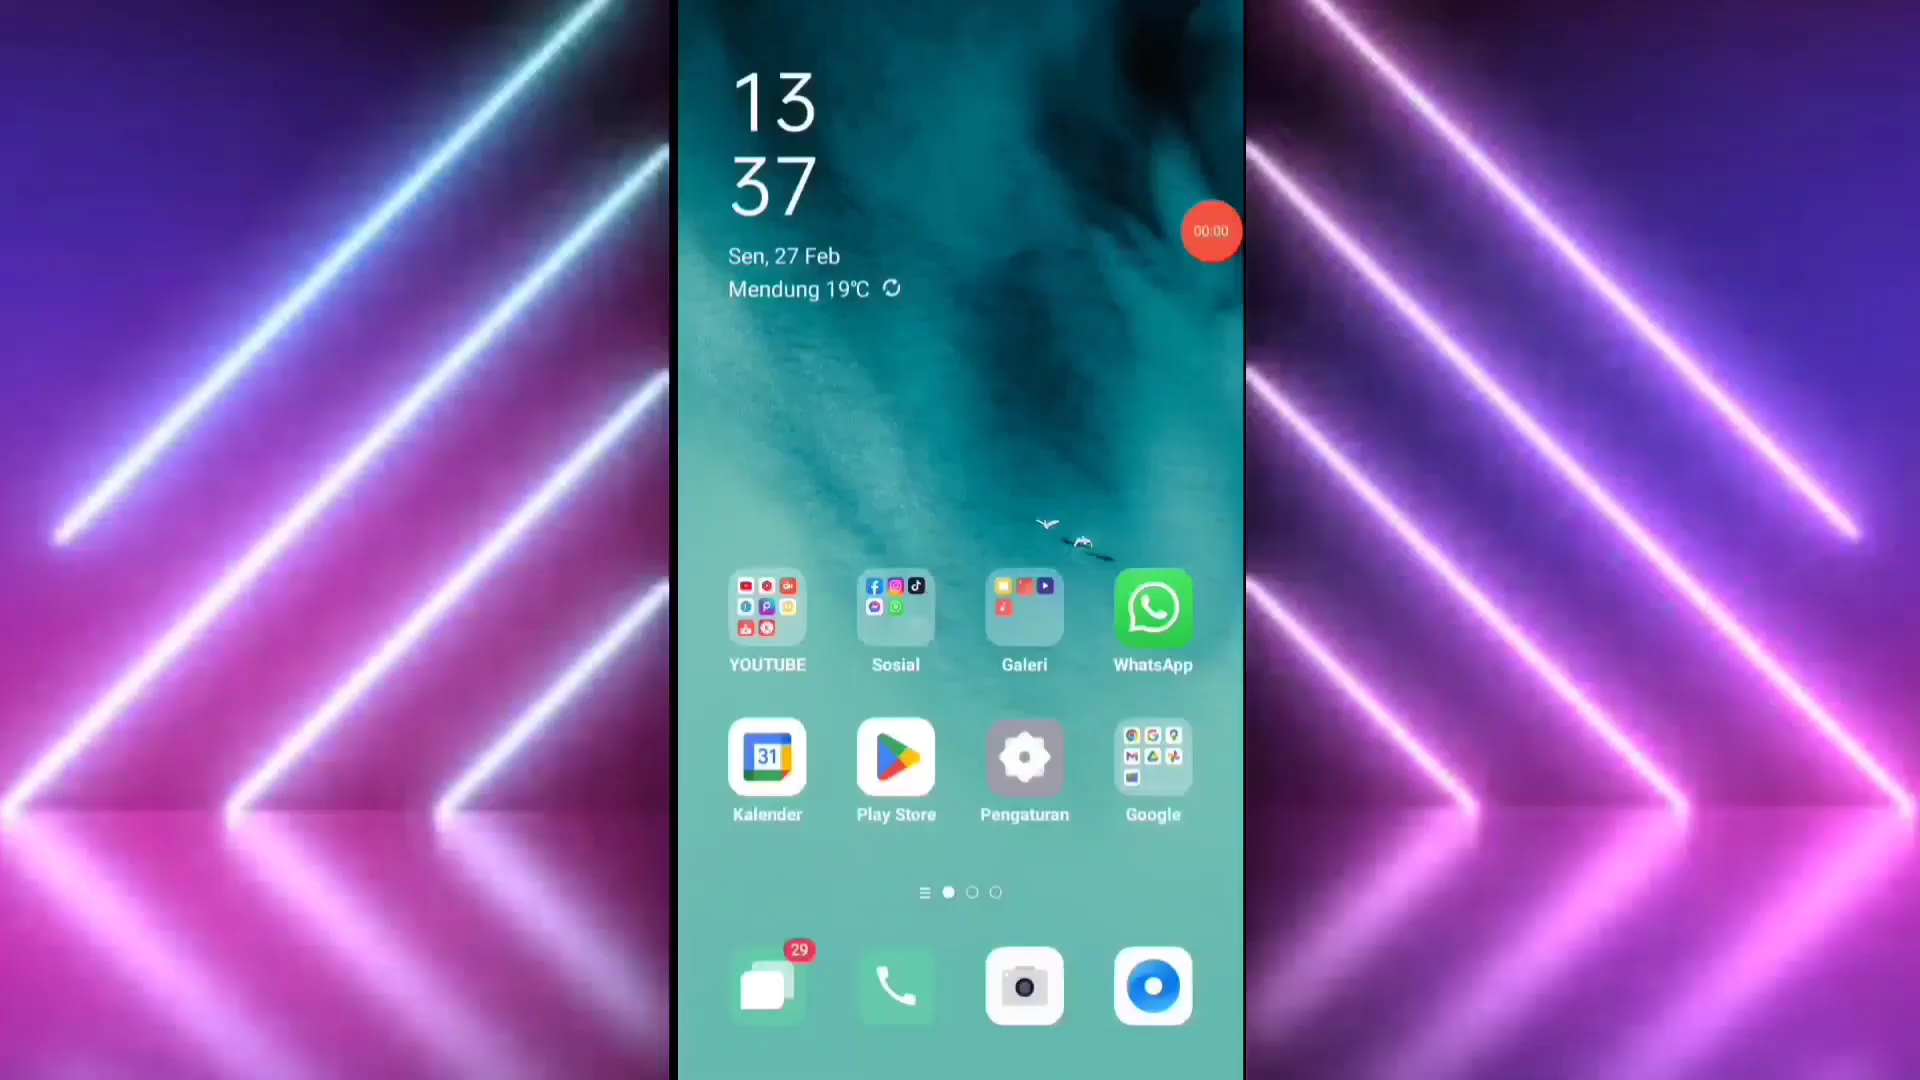 13
37
00:00
Sen, 27 Feb
Mendung 19°C
YOUTUBE
Sosial
Galeri
WhatsApp
31
Kalender
Play Store
Pengaturan
Google
29